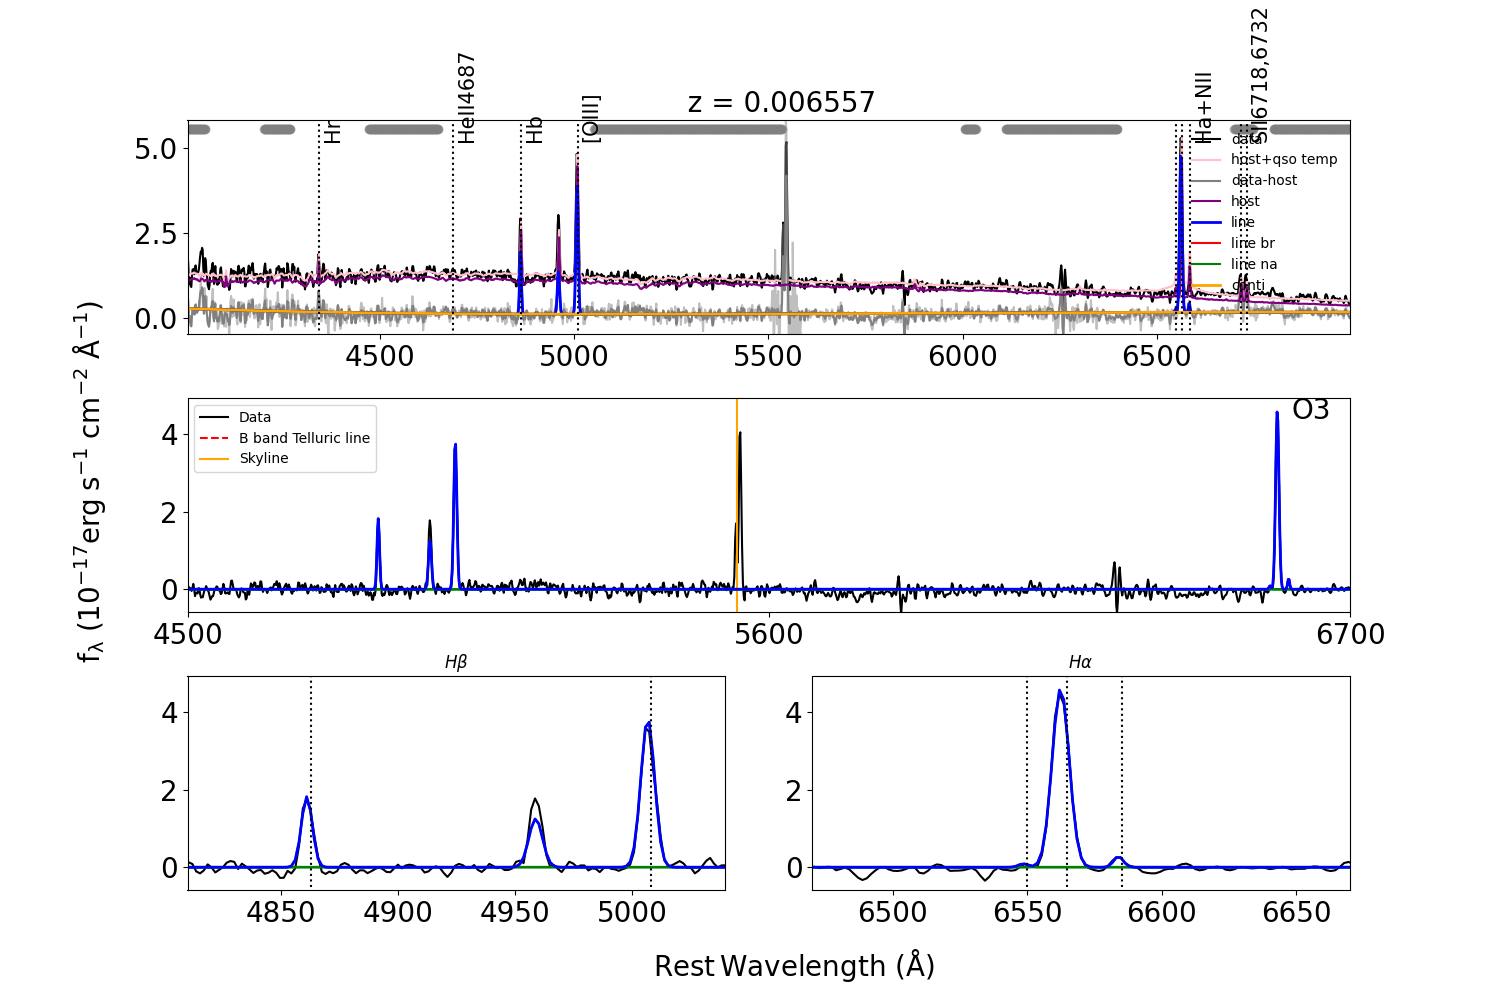 z = 0.006557
Hr
HeII4687
Hb
[OIII]
Ha+NII
SII6718,6732
5.0
2.5
0.0
data
host+qso temp
data-host
host
line
line br
line na
conti
4500
5000
5500
6000
6500
fλ (10⁻¹⁷erg s⁻¹ cm⁻² Å⁻¹)
4
2
0
Data
B band Telluric line
Skyline
O3
4500
5600
6700
Hβ
4
2
0
4850
4900
4950
5000
Hα
4
2
0
6500
6550
6600
6650
Rest Wavelength (Å)